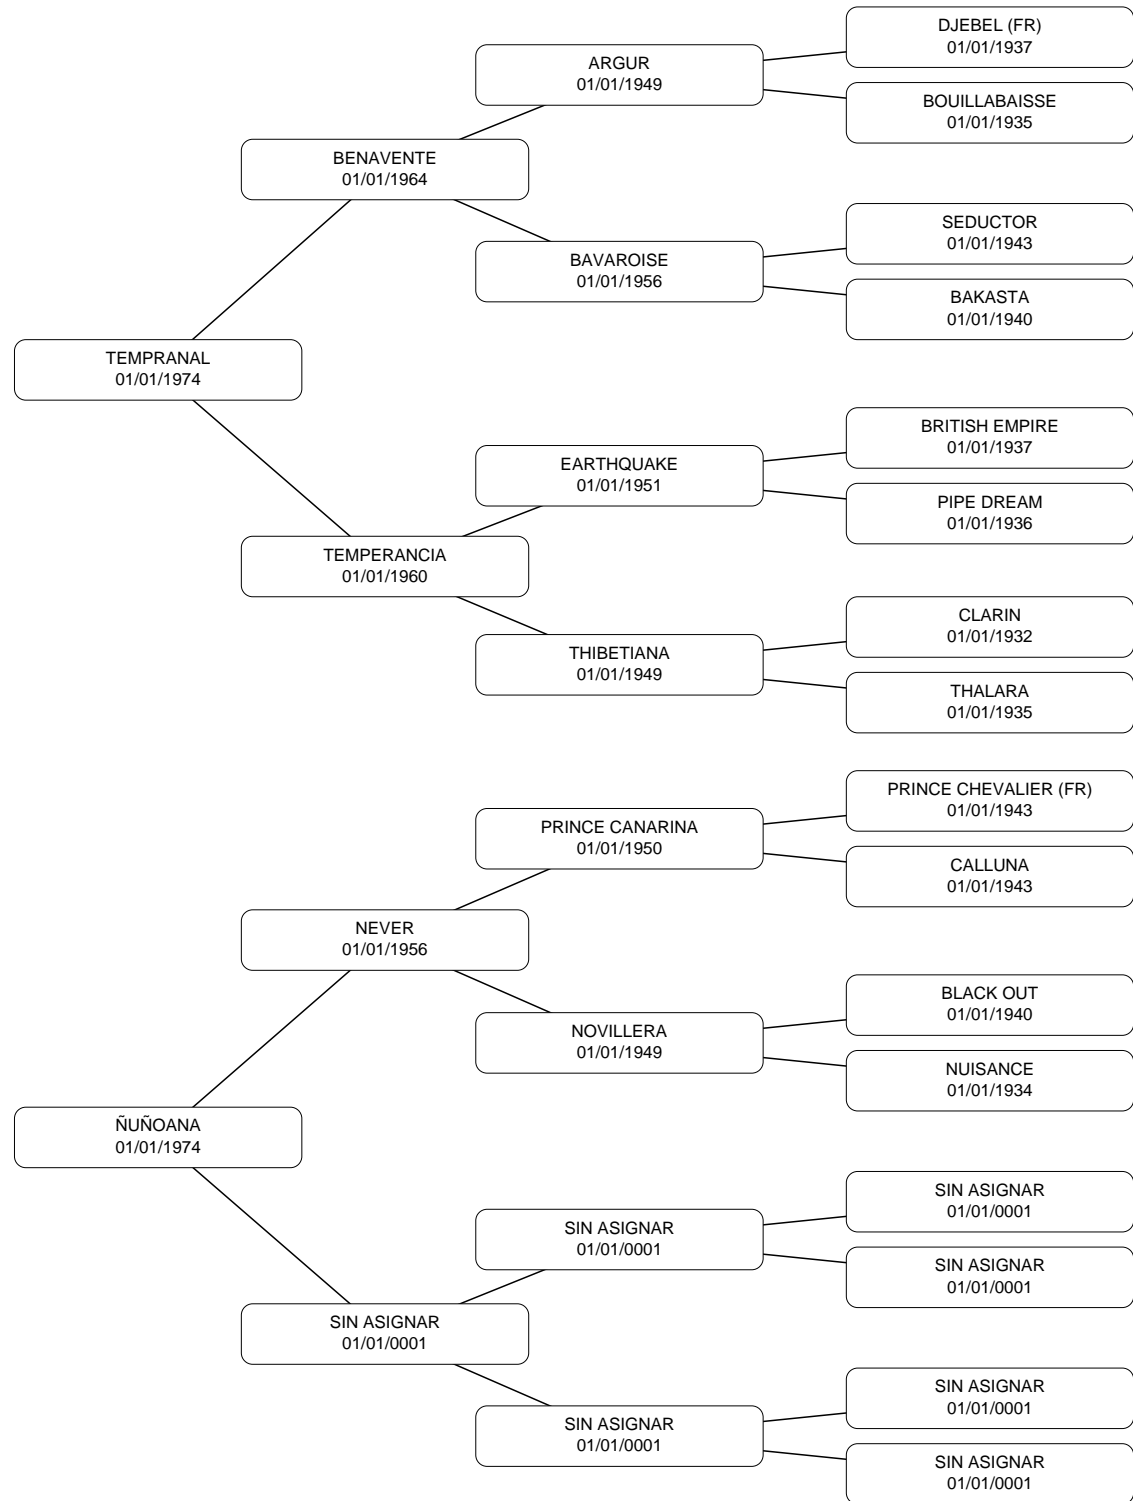 DJEBEL (FR)
01/01/1937
ARGUR
01/01/1949
BOUILLABAISSE
01/01/1935
BENAVENTE
01/01/1964
SEDUCTOR
01/01/1943
BAVAROISE
01/01/1956
BAKASTA
01/01/1940
TEMPRANAL
01/01/1974
BRITISH EMPIRE
01/01/1937
EARTHQUAKE
01/01/1951
PIPE DREAM
01/01/1936
TEMPERANCIA
01/01/1960
CLARIN
01/01/1932
THIBETIANA
01/01/1949
THALARA
01/01/1935
PRINCE CHEVALIER (FR)
01/01/1943
PRINCE CANARINA
01/01/1950
CALLUNA
01/01/1943
NEVER
01/01/1956
BLACK OUT
01/01/1940
NOVILLERA
01/01/1949
NUISANCE
01/01/1934
ÑUÑOANA
01/01/1974
SIN ASIGNAR
01/01/0001
SIN ASIGNAR
01/01/0001
SIN ASIGNAR
01/01/0001
SIN ASIGNAR
01/01/0001
SIN ASIGNAR
01/01/0001
SIN ASIGNAR
01/01/0001
SIN ASIGNAR
01/01/0001